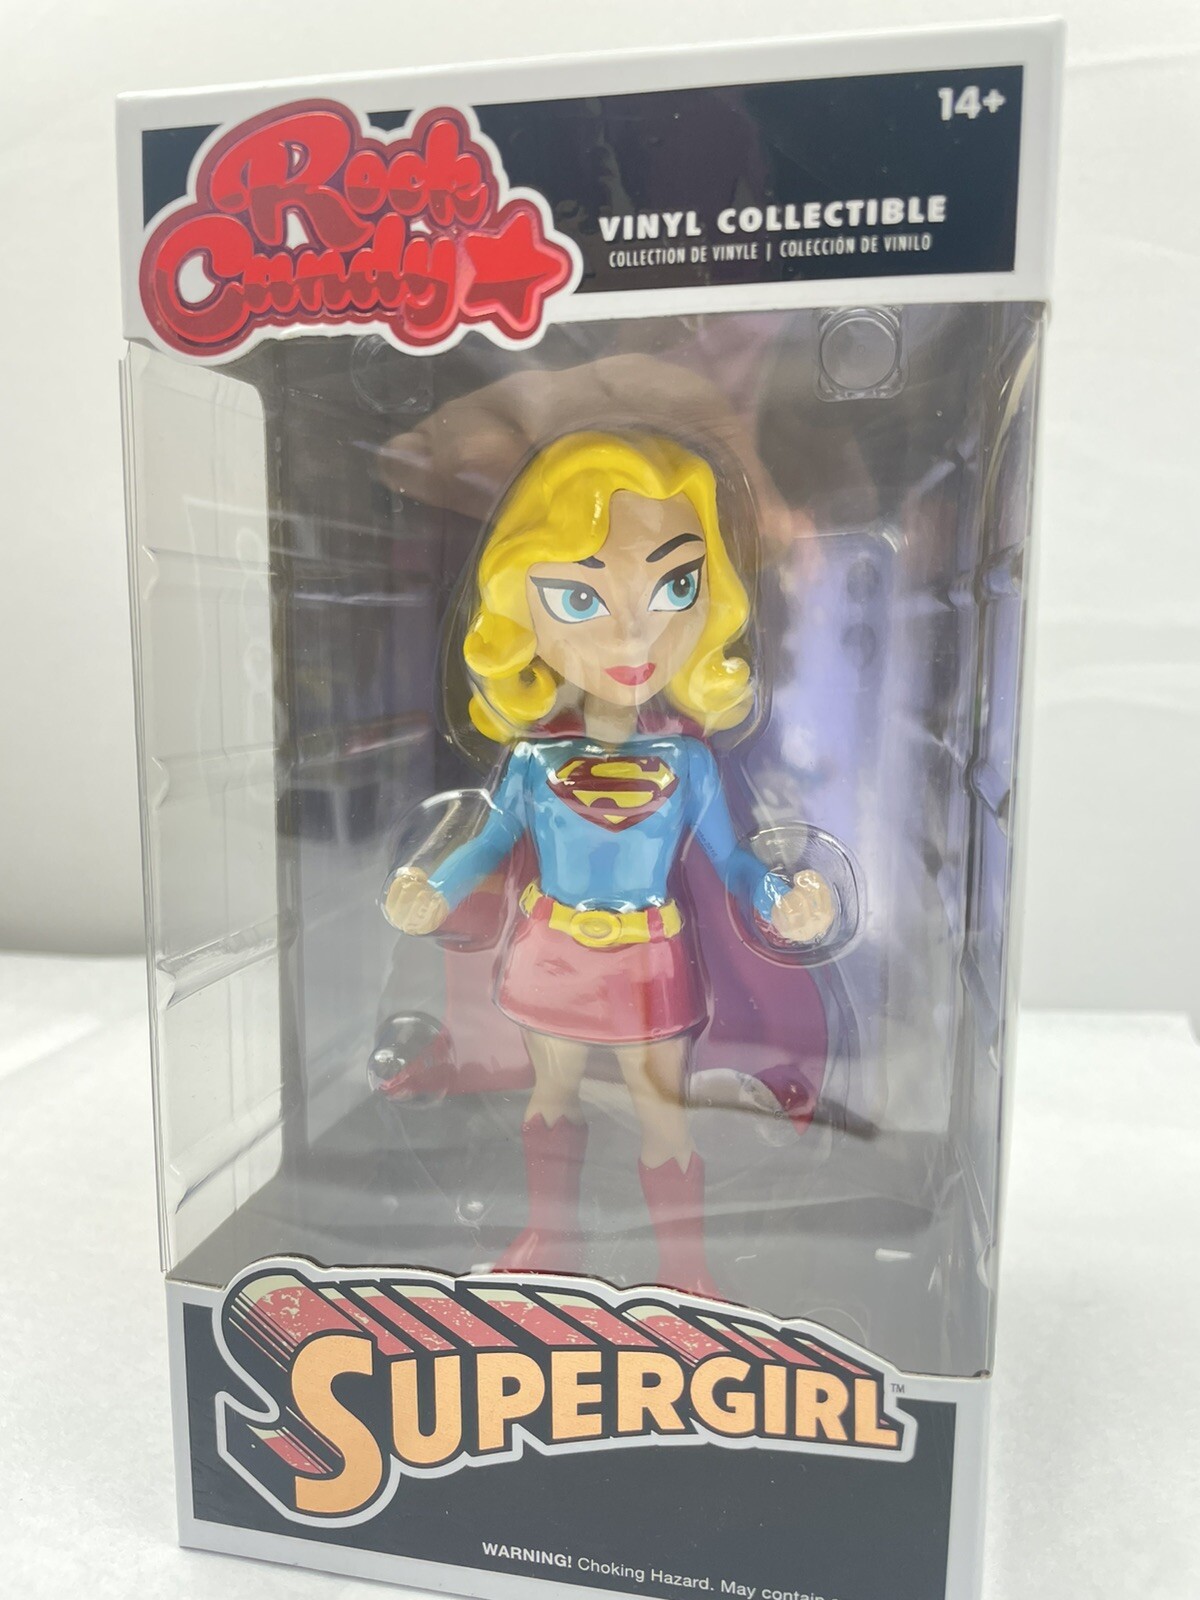 14+
Rock
Candy
VINYL COLLECTIBLE
COLLECTION DE VINYLE | COLECCIÓN DE VINILO
S
SUPERGIRL™
WARNING! Choking Hazard. May contain